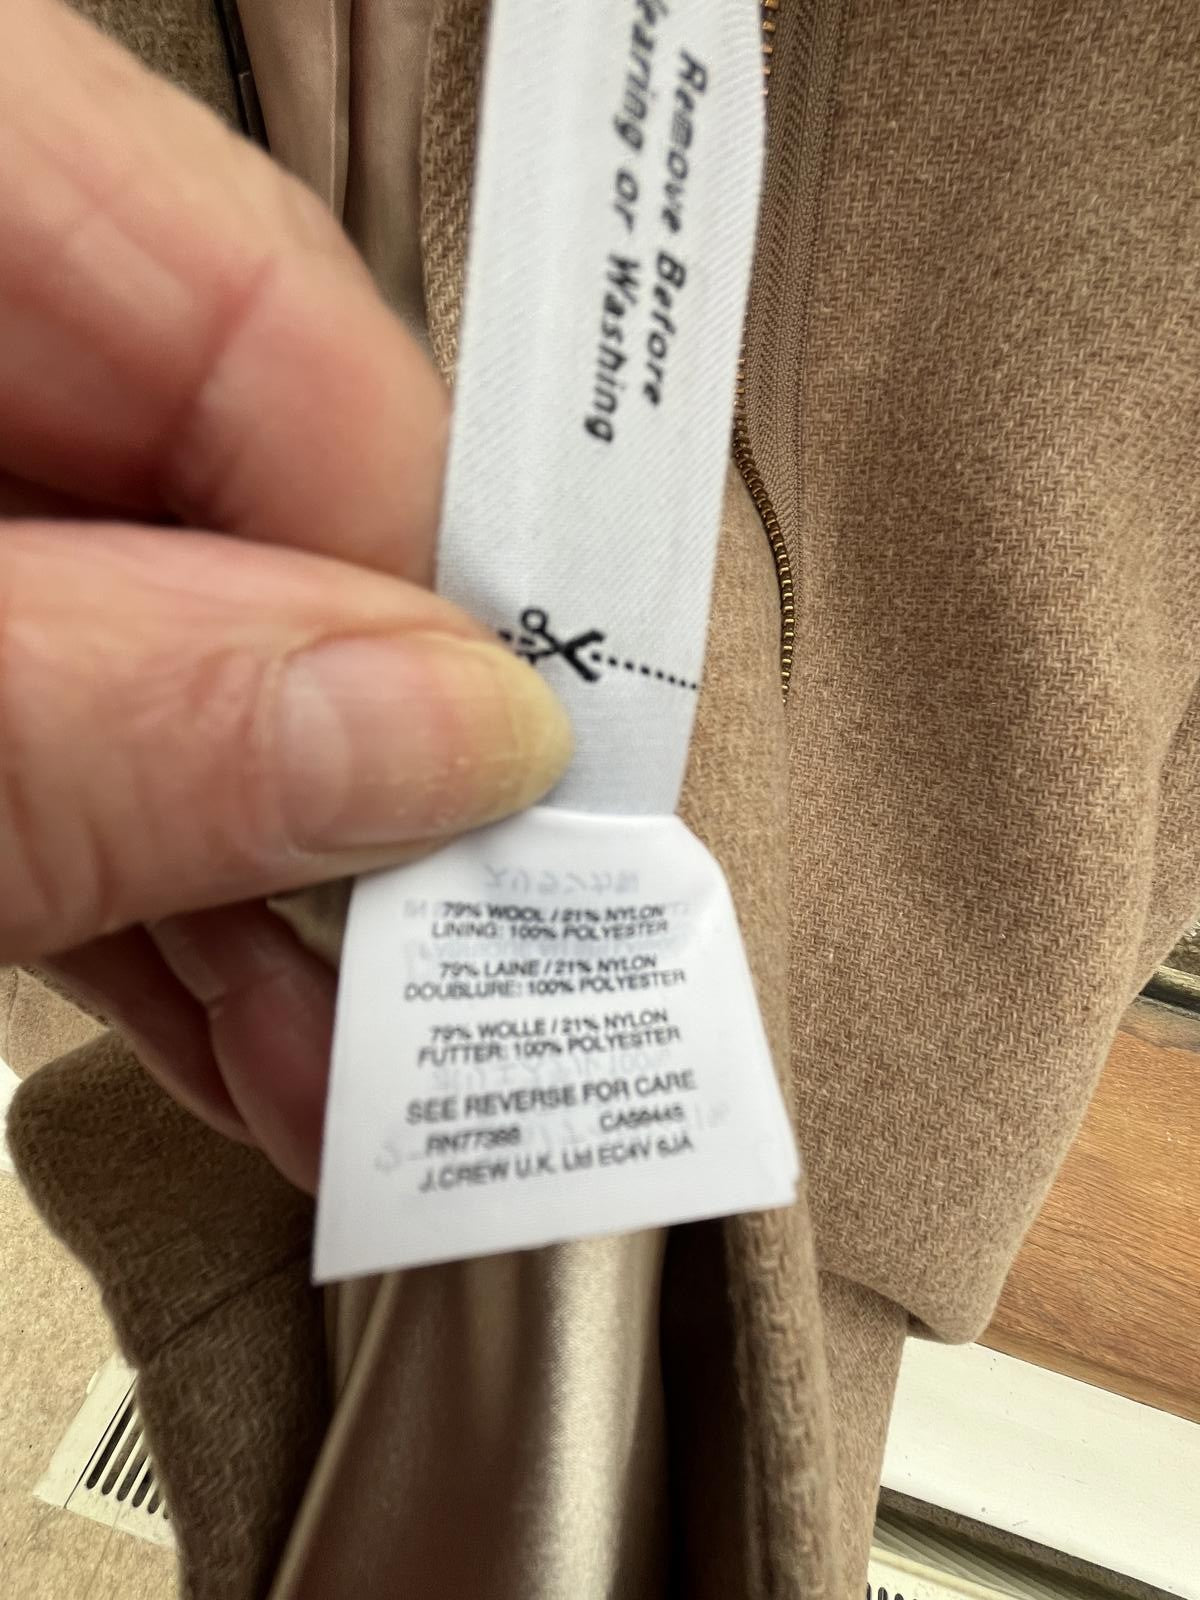 Remove Before
Wearing or Washing
79% WOOL / 21% NYLON
LINING: 100% POLYESTER
79% LAINE / 21% NYLON
DOUBLURE: 100% POLYESTER
79% WOLLE / 21% NYLON
FUTTER: 100% POLYESTER
SEE REVERSE FOR CARE
RN77388 CA56445
J.CREW U.K. Ltd EC4V 6JA